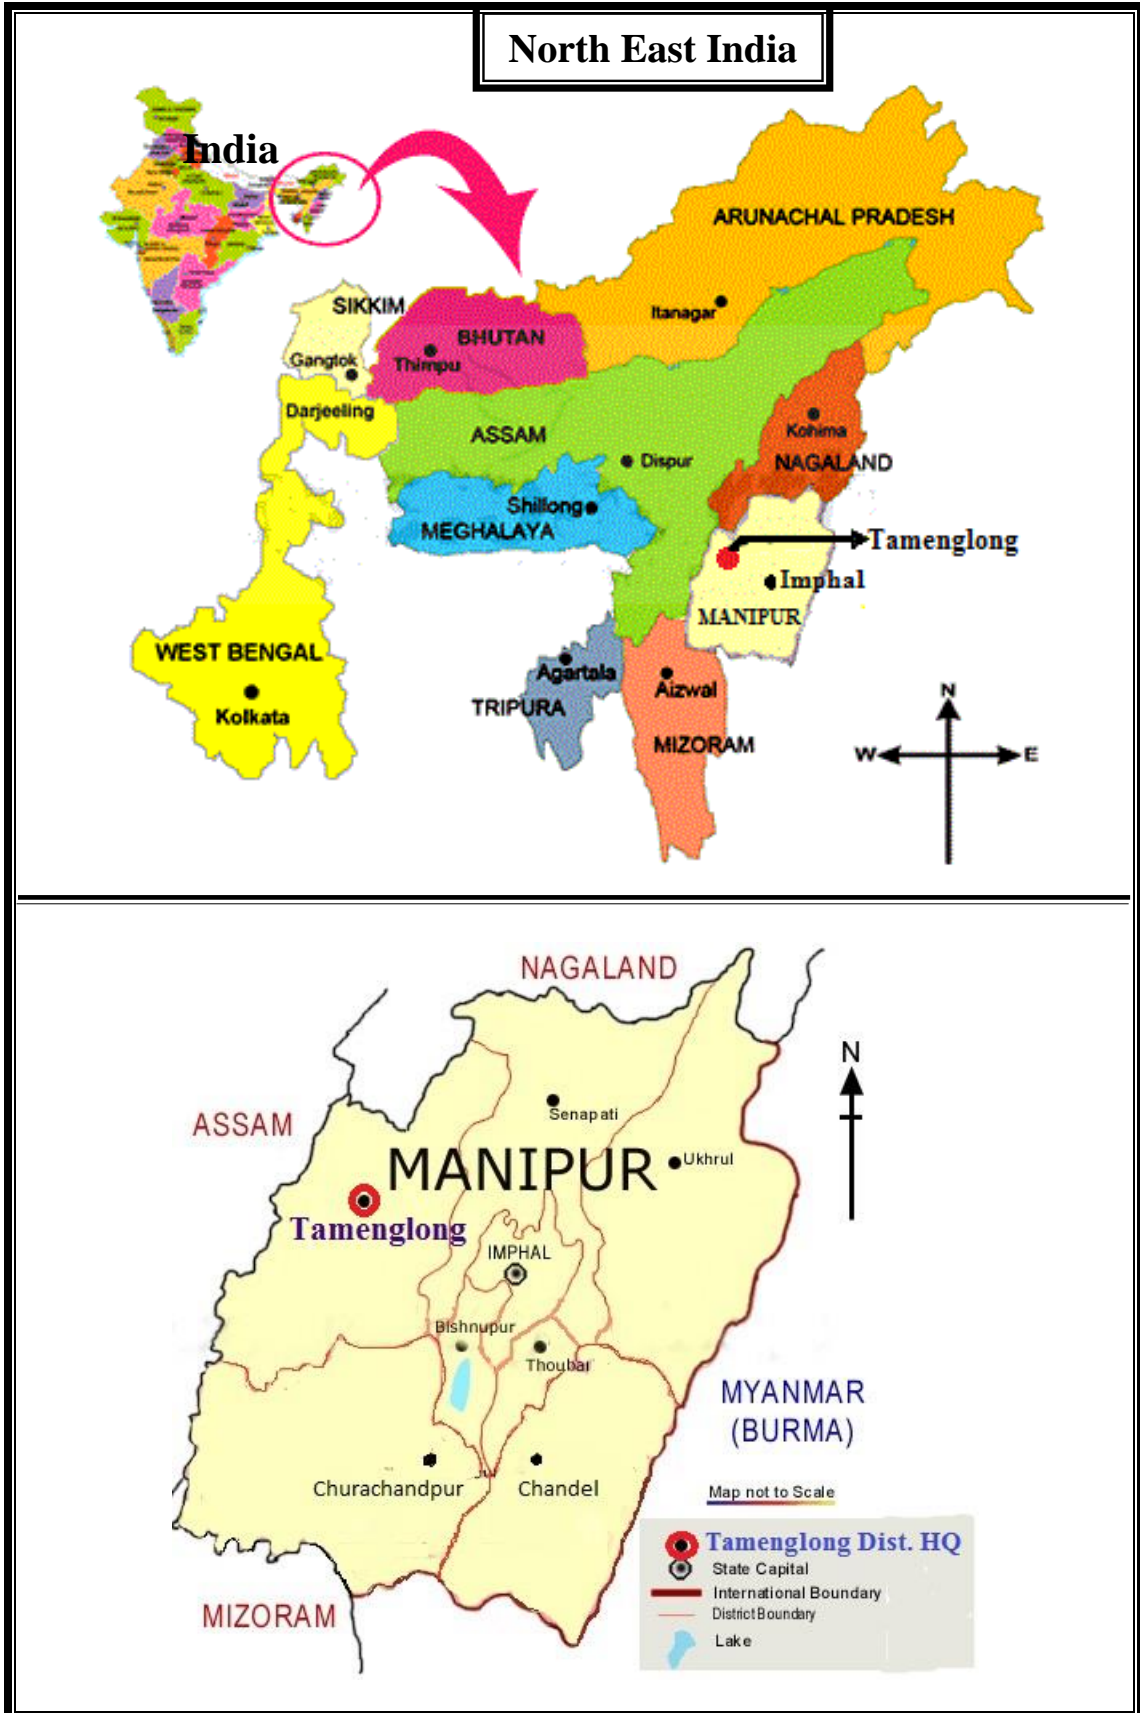 North East India
India
ARUNACHAL PRADESH
SIKKIM
Itanagar
BHUTAN
Gangtok
Thimpu
Darjeeling
ASSAM
Kohima
Dispur
NAGALAND
Shillong
MEGHALAYA
Tamenglong
Imphal
MANIPUR
WEST BENGAL
Agartala
Kolkata
TRIPURA
Aizwal
MIZORAM
N
W
E
NAGALAND
N
ASSAM
Senapati
MANIPUR
Ukhrul
Tamenglong
IMPHAL
Bishnupur
Thoubal
MYANMAR
(BURMA)
Churachandpur
Chandel
Map not to Scale
Tamenglong Dist. HQ
State Capital
International Boundary
District Boundary
Lake
MIZORAM